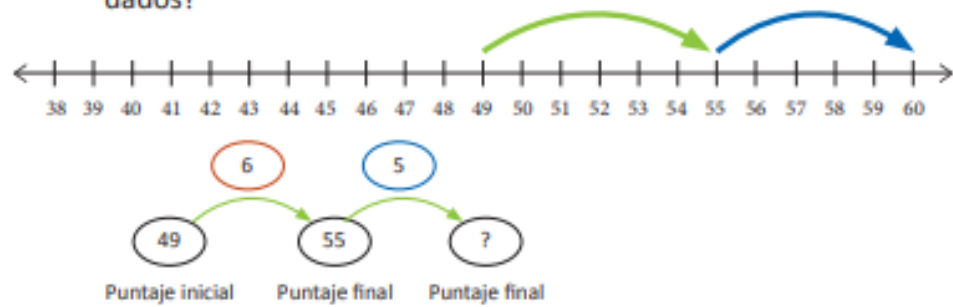 dados?
38 39 40 41 42 43 44 45 46 47 48 49 50 51 52 53 54 55 56 57 58 59 60
6 5
49 55 ?
Puntaje inicial Puntaje final Puntaje final